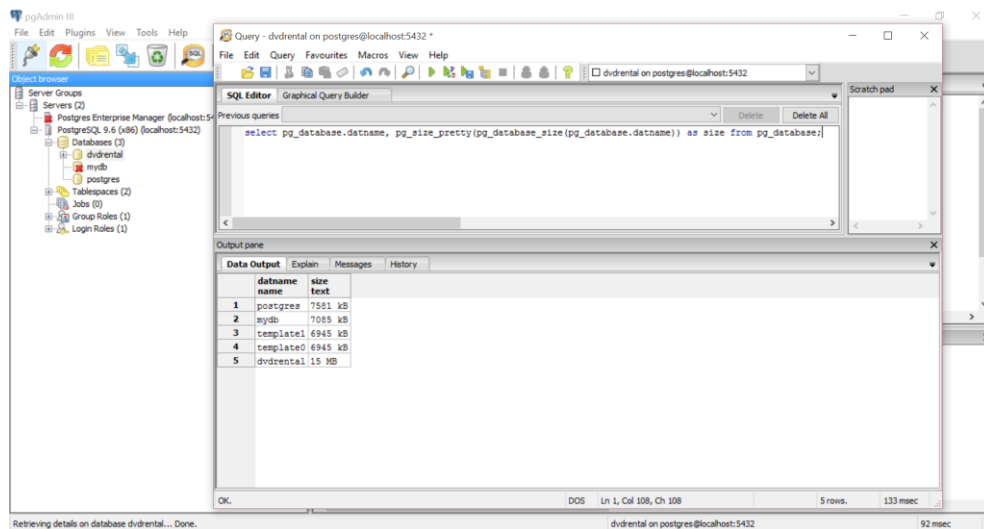 pgAdmin III
File Edit Plugins View Tools Help
SQL
Object browser
Server Groups
Servers (2)
Postgres Enterprise Manager (localhost:54
PostgreSQL 9.6 (x86) (localhost:5432)
Databases (3)
dvdrental
mydb
postgres
Tablespaces (2)
Jobs (0)
Group Roles (1)
Login Roles (1)
Query - dvdrental on postgres@localhost:5432 *
File Edit Query Favourites Macros View Help
dvdrental on postgres@localhost:5432
SQL Editor Graphical Query Builder
Previous queries Delete Delete All
select pg_database.datname, pg_size_pretty(pg_database_size(pg_database.datname)) as size from pg_database;
Scratch pad
Output pane
Data Output Explain Messages History
datname size
name text
1 postgres 7581 kB
2 mydb 7085 kB
3 template1 6945 kB
4 template0 6945 kB
5 dvdrental 15 MB
OK. DOS Ln 1, Col 108, Ch 108 5 rows. 133 msec
Retrieving details on database dvdrental... Done. dvdrental on postgres@localhost:5432 92 msec